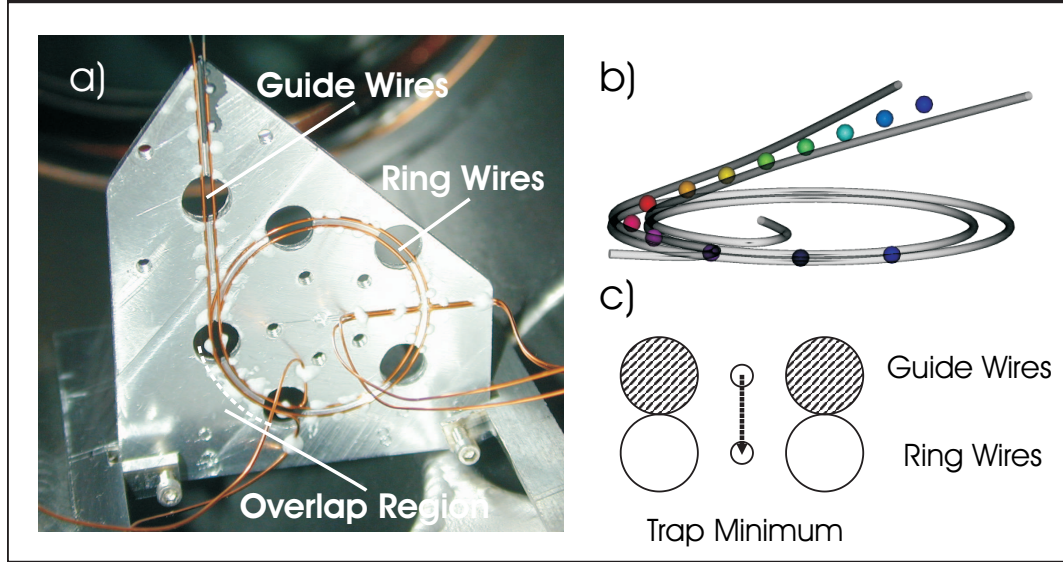 a)
Guide Wires
Ring Wires
Overlap Region
b)
c)
Guide Wires
Ring Wires
Trap Minimum